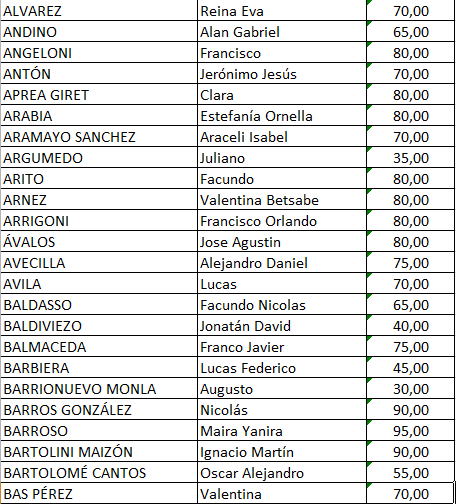 ALVAREZ Reina Eva 70,00
ANDINO Alan Gabriel 65,00
ANGELONI Francisco 80,00
ANTÓN Jerónimo Jesús 70,00
APREA GIRET Clara 80,00
ARABIA Estefanía Ornella 80,00
ARAMAYO SANCHEZ Araceli Isabel 70,00
ARGUMEDO Juliano 35,00
ARITO Facundo 80,00
ARNEZ Valentina Betsabe 80,00
ARRIGONI Francisco Orlando 80,00
ÁVALOS Jose Agustin 80,00
AVECILLA Alejandro Daniel 75,00
AVILA Lucas 70,00
BALDASSO Facundo Nicolas 65,00
BALDIVIEZO Jonatán David 40,00
BALMACEDA Franco Javier 75,00
BARBIERA Lucas Federico 45,00
BARRIONUEVO MONLA Augusto 30,00
BARROS GONZÁLEZ Nicolás 90,00
BARROSO Maira Yanira 95,00
BARTOLINI MAIZÓN Ignacio Martín 90,00
BARTOLOMÉ CANTOS Oscar Alejandro 55,00
BAS PÉREZ Valentina 70,00